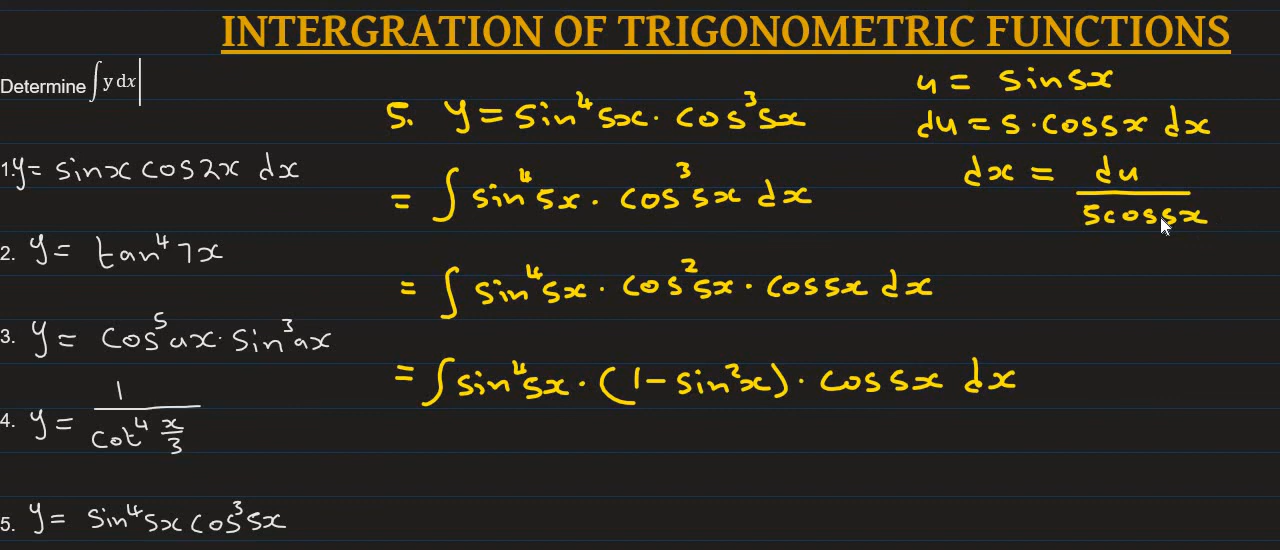 INTERGRATION OF TRIGONOMETRIC FUNCTIONS
Determine ∫ y dx
1. y = sinx cos2x dx
2. y = tan⁴ 7x
3. y = cos⁵ax · sin³ax
4. y = 1 / cot⁴ x/3
5. y = sin⁴5x cos³5x
5. y = sin⁴5x · cos³5x
= ∫ sin⁴5x · cos³5x dx
= ∫ sin⁴5x · cos²5x · cos5x dx
= ∫ sin⁴5x · (1 - sin²x) · cos5x dx
u = sin5x
du = 5 · cos5x dx
dx = du / 5cos5x